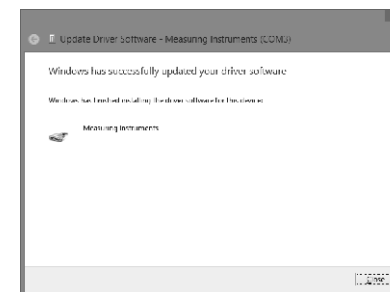 Update Driver Software - Measuring Instruments (COM3)
Windows has successfully updated your driver software
Windows has finished installing the driver software for this device:
Measuring Instruments
Close